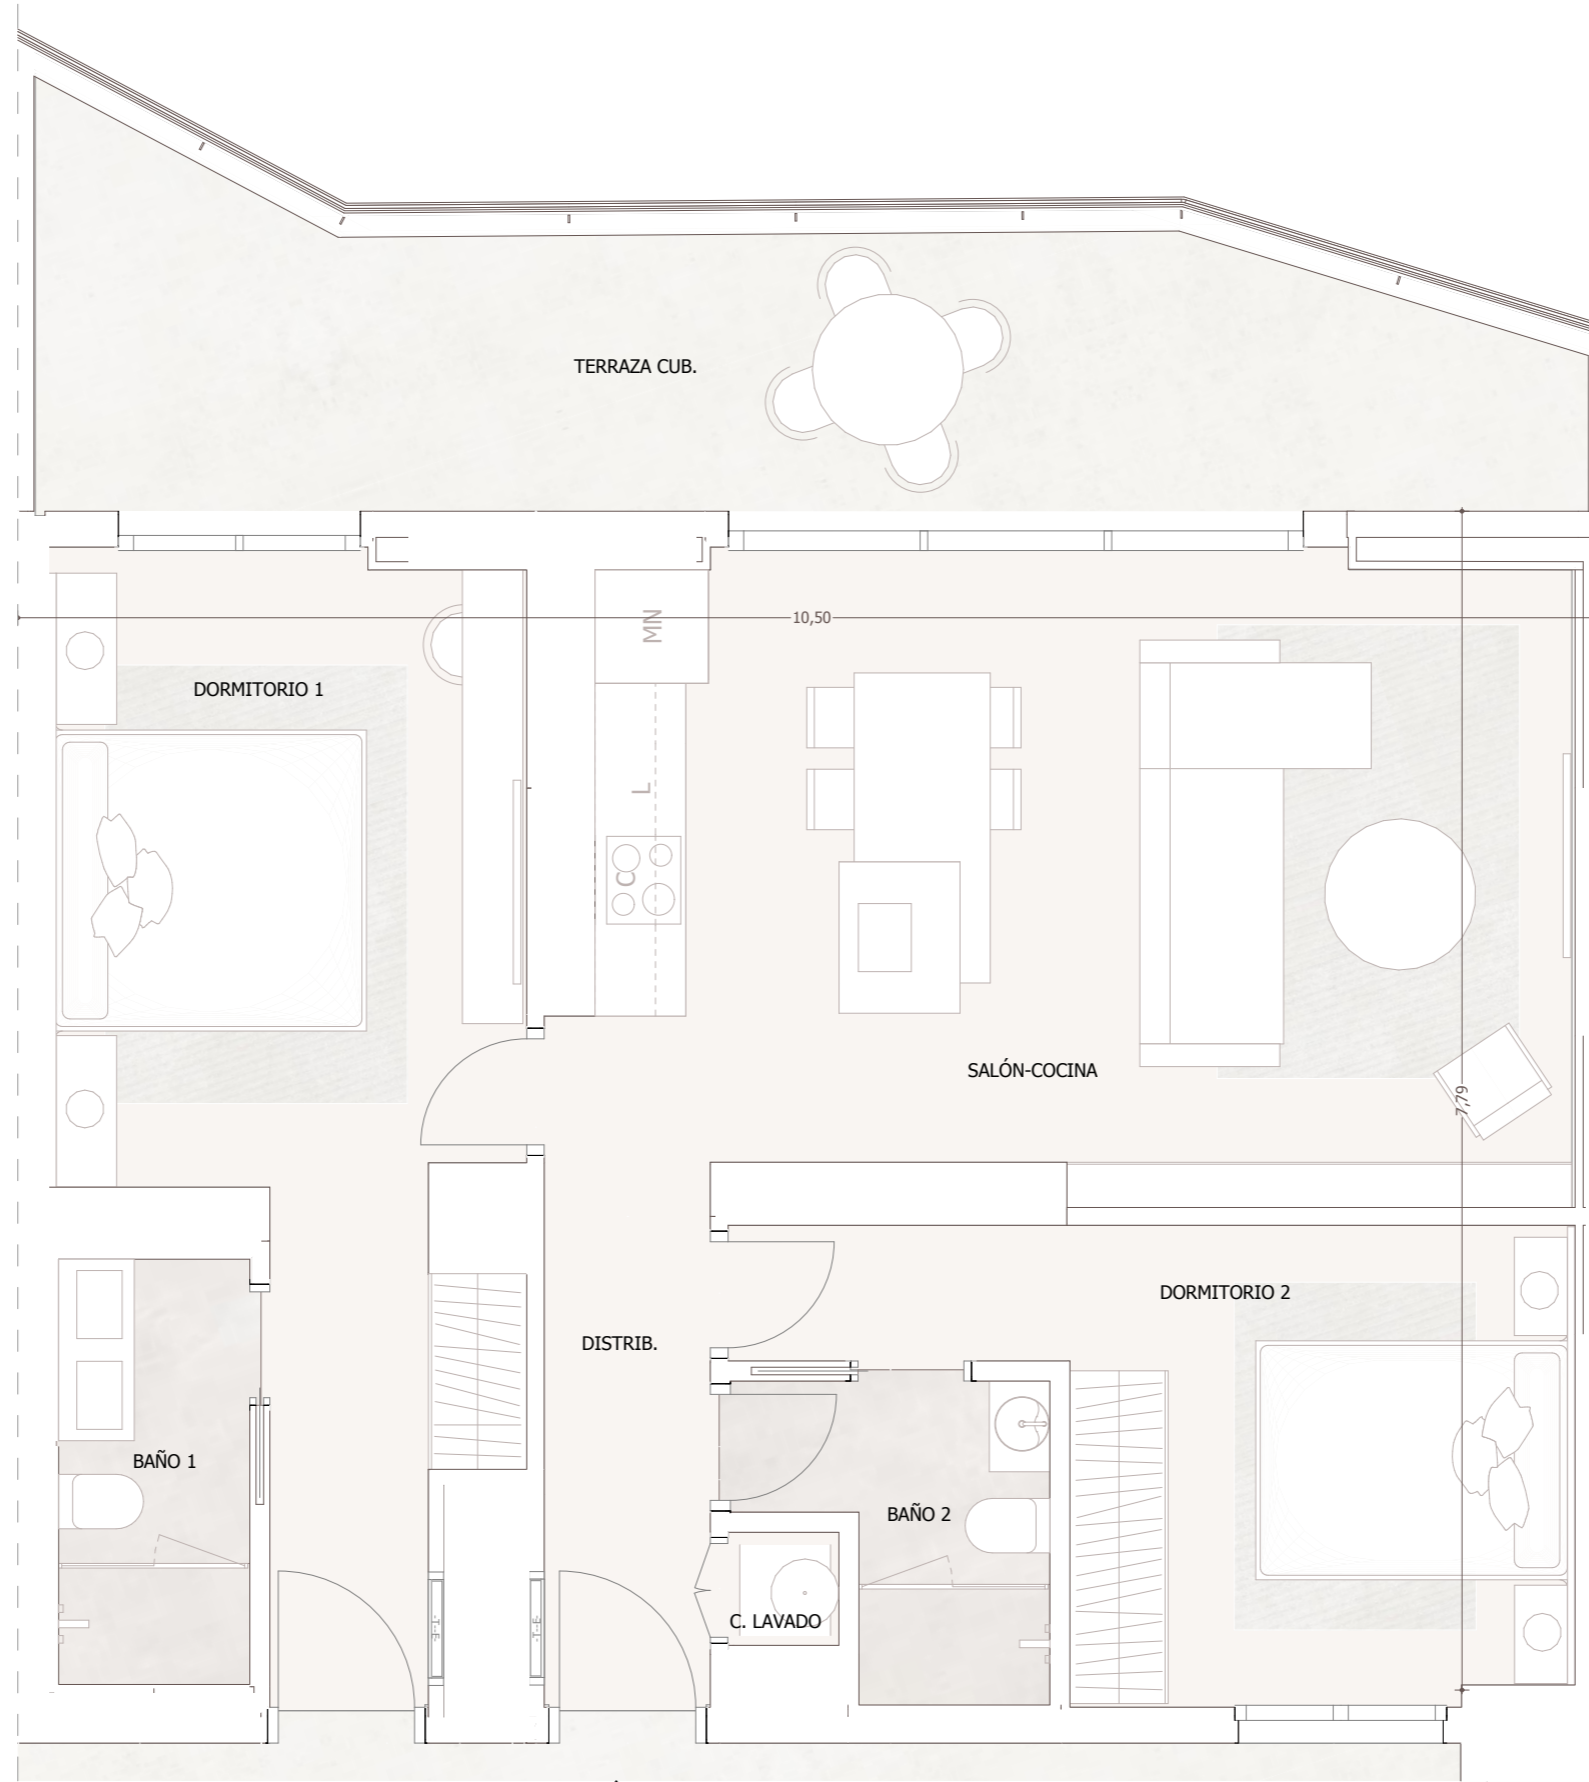 TERRAZA CUB.
10,50
MN
DORMITORIO 1
L
C
SALÓN-COCINA
7,79
DORMITORIO 2
DISTRIB.
BAÑO 1
BAÑO 2
C. LAVADO
-T.-F.-
-T.-F.-